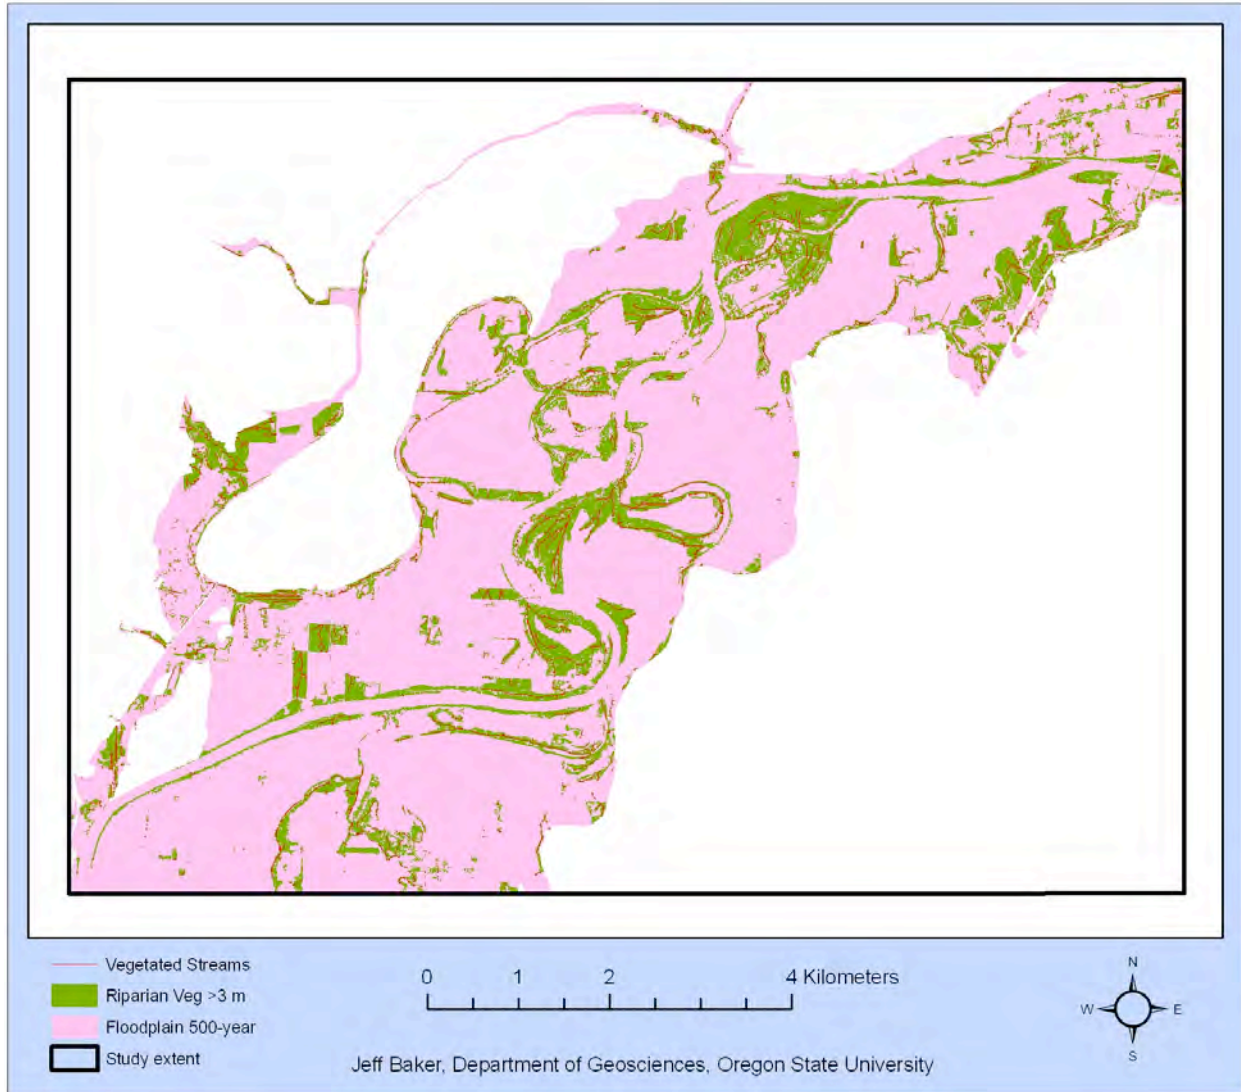 Vegetated Streams
Riparian Veg >3 m
Floodplain 500-year
Study extent
0 1 2 4 Kilometers
Jeff Baker, Department of Geosciences, Oregon State University
N
W E
S